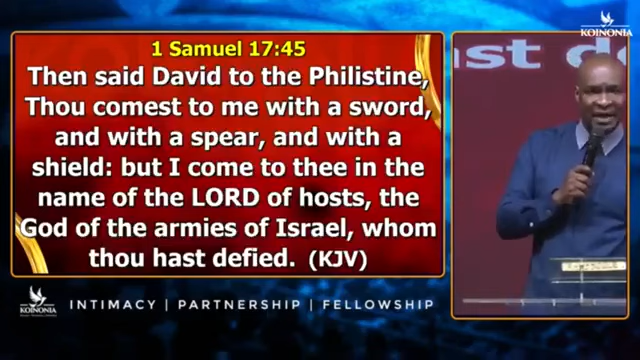 1 Samuel 17:45
Then said David to the Philistine,
Thou comest to me with a sword,
and with a spear, and with a
shield: but I come to thee in the
name of the LORD of hosts, the
God of the armies of Israel, whom
thou hast defied. (KJV)
KOINONIA
ast de
KOINONIA
INTIMACY | PARTNERSHIP | FELLOWSHIP